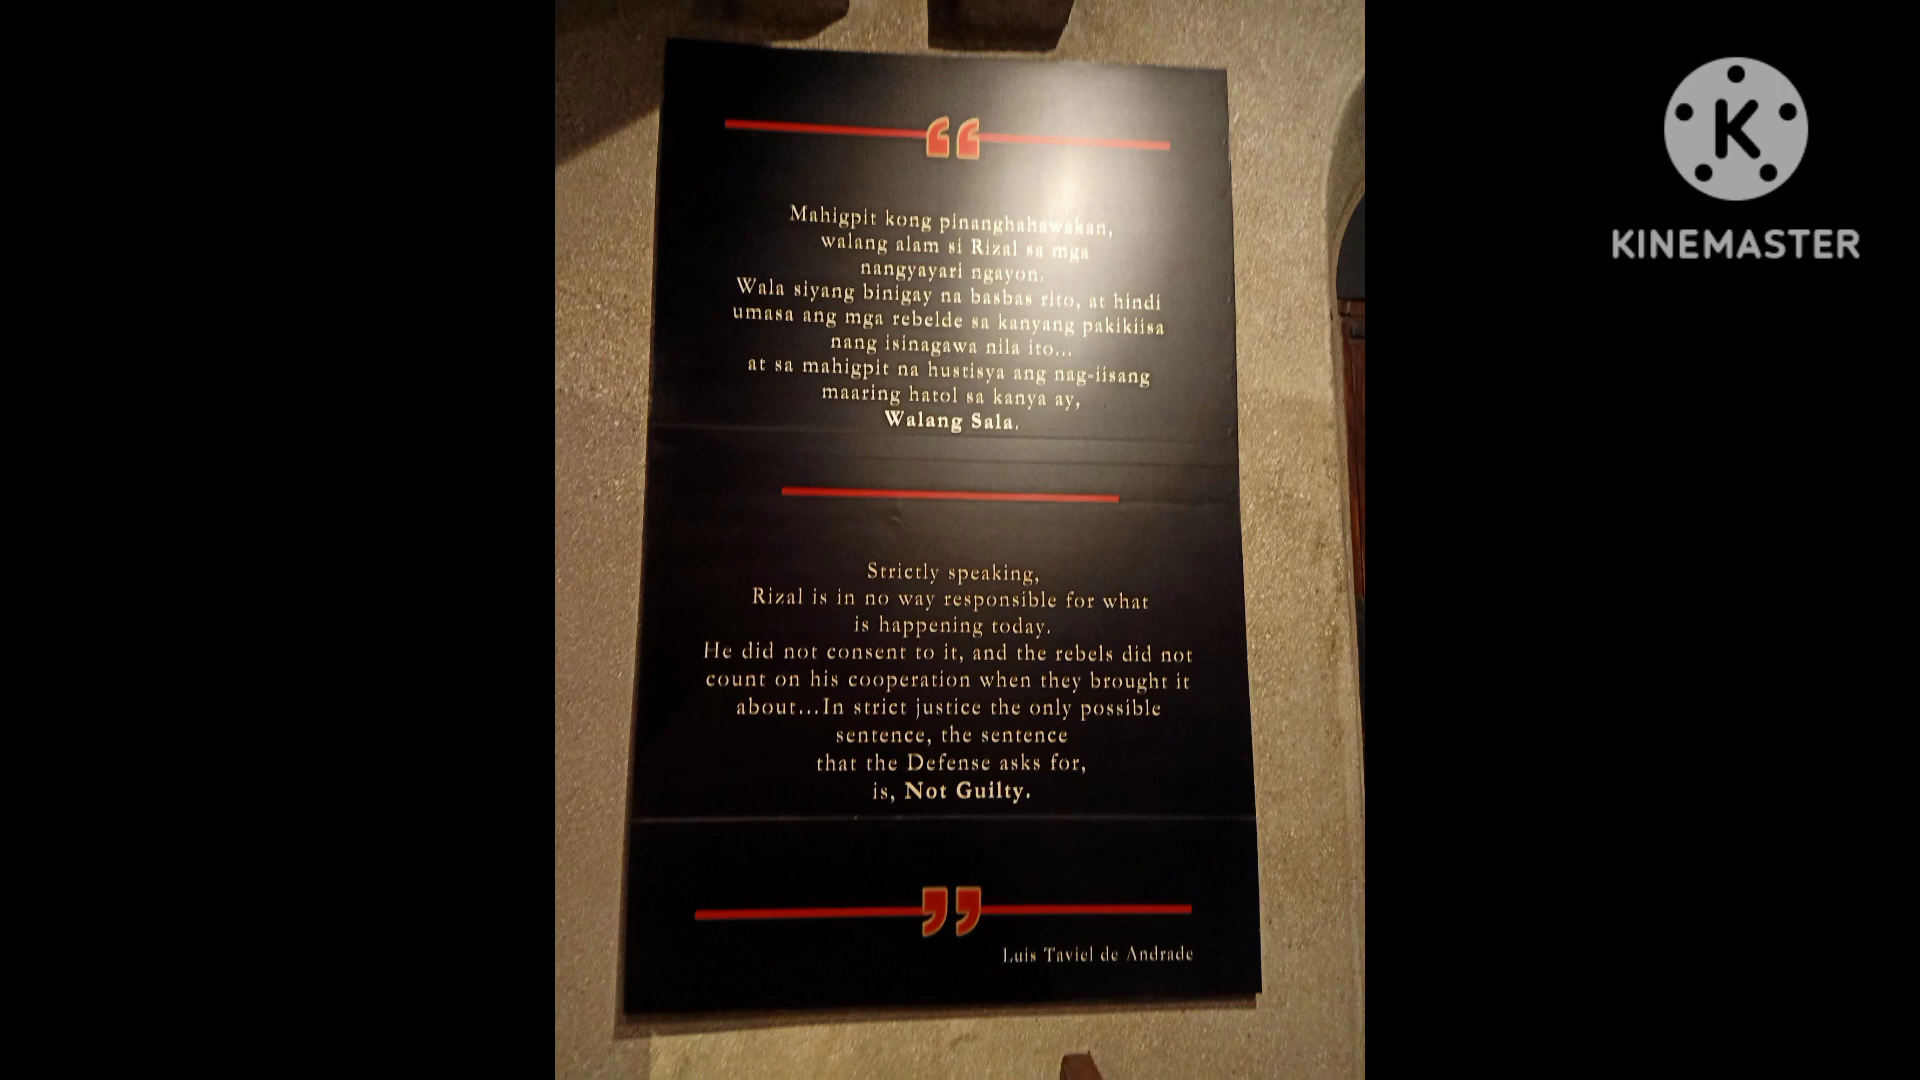 Mahigpit kong pinanghahawakan,
walang alam si Rizal sa mga
nangyayari ngayon.
Wala siyang binigay na basbas rito, at hindi
umasa ang mga rebelde sa kanyang pakikiisa
nang isinagawa nila ito...
at sa mahigpit na hustisya ang nag-iisang
maaring hatol sa kanya ay,
Walang Sala.
Strictly speaking,
Rizal is in no way responsible for what
is happening today.
He did not consent to it, and the rebels did not
count on his cooperation when they brought it
about...In strict justice the only possible
sentence, the sentence
that the Defense asks for,
is, Not Guilty.
Luis Taviel de Andrade
K
KINEMASTER